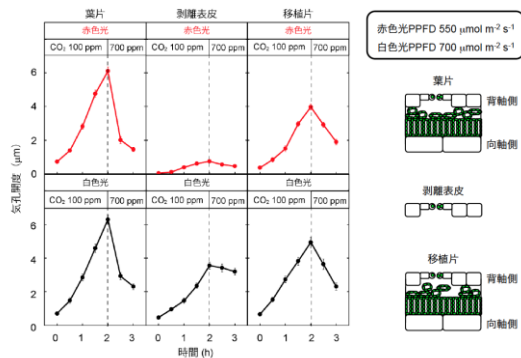 葉片
剥離表皮
移植片
赤色光
赤色光
赤色光
CO₂ 100 ppm
700 ppm
CO₂ 100 ppm
700 ppm
CO₂ 100 ppm
700 ppm
6
4
2
0
白色光
白色光
白色光
CO₂ 100 ppm
700 ppm
CO₂ 100 ppm
700 ppm
CO₂ 100 ppm
700 ppm
6
4
2
0
気孔開度 (μm)
0 1 2 3
0 1 2 3
0 1 2 3
時間 (h)
赤色光PPFD 550 μmol m⁻² s⁻¹
白色光PPFD 700 μmol m⁻² s⁻¹
葉片
背軸側
向軸側
剥離表皮
移植片
背軸側
向軸側